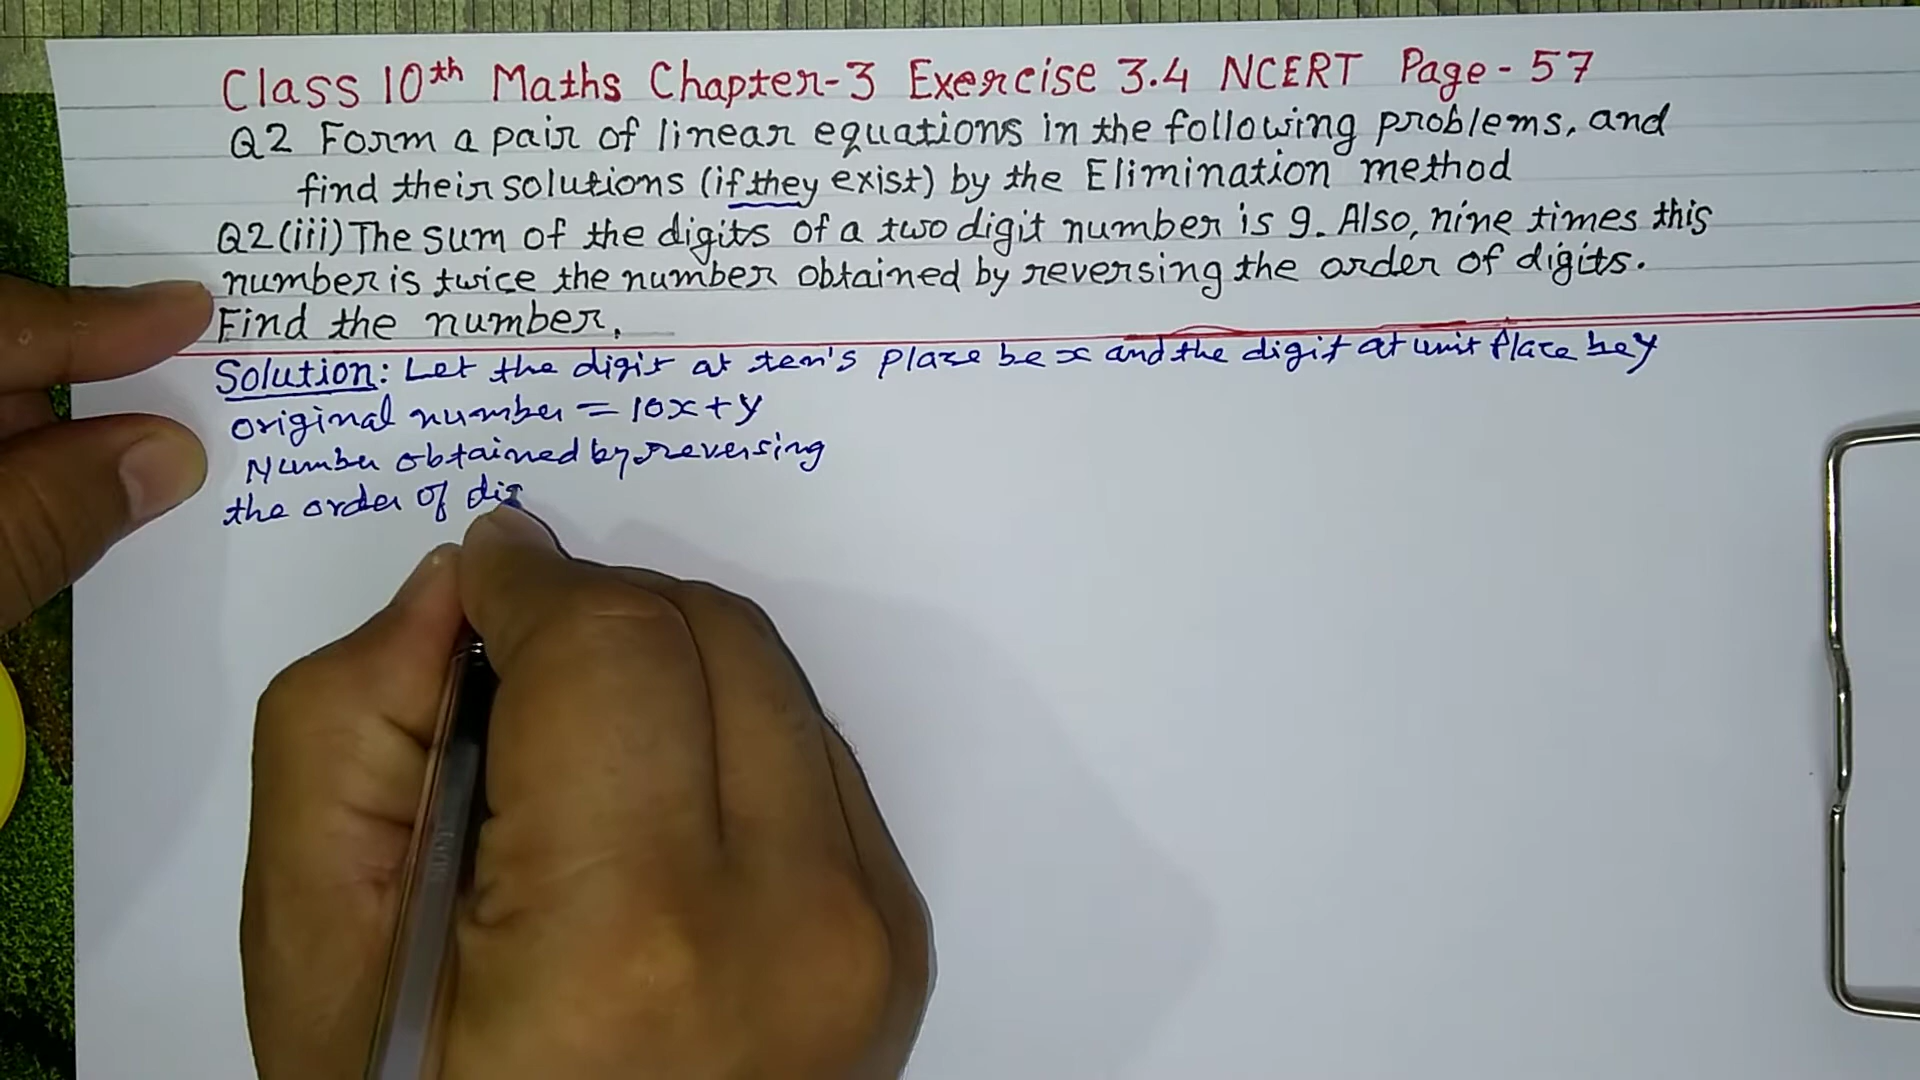 Class 10th Maths Chapter-3 Exercise 3.4 NCERT Page-57
Q2 Form a pair of linear equations in the following problems, and
find their solutions (if they exist) by the Elimination method
Q2(iii) The sum of the digits of a two digit number is 9. Also, nine times this
number is twice the number obtained by reversing the order of digits.
Find the number.
Solution: Let the digit at ten's place be x and the digit at unit place be y
original number = 10x+y
Number obtained by reversing
the order of dig